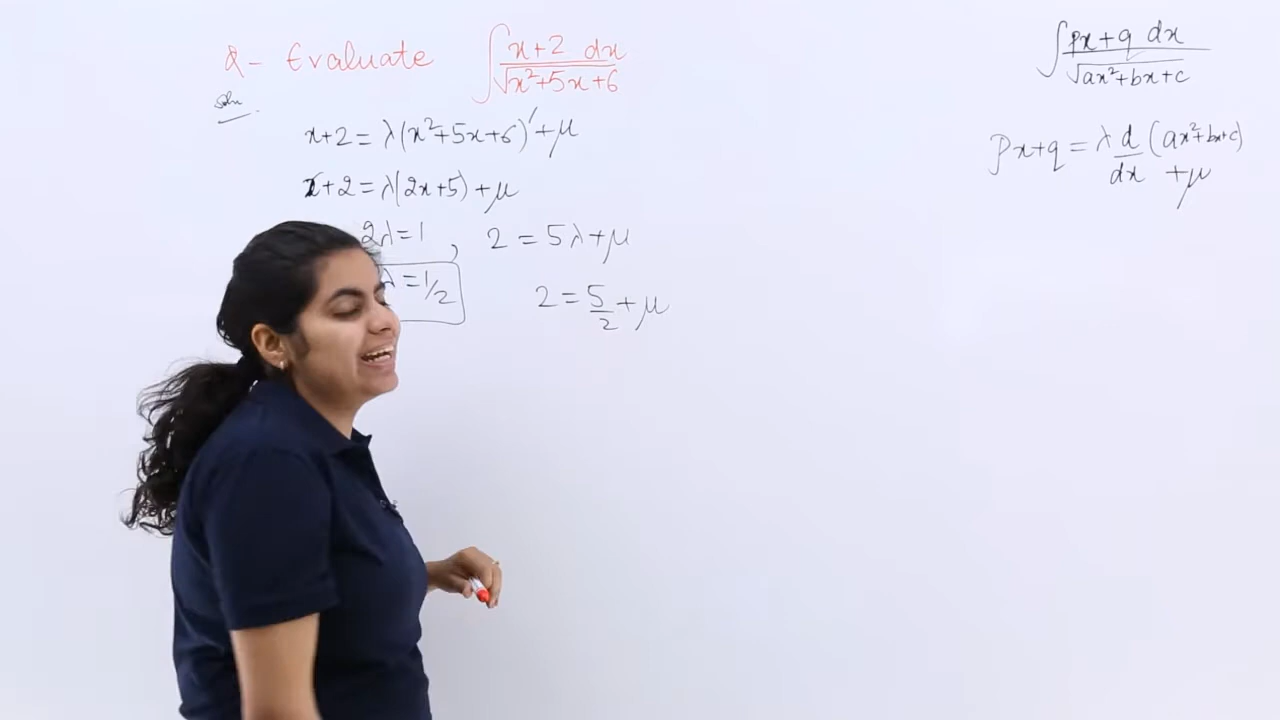 Q- Evaluate ∫ x+2 dx / √x²+5x+6
Soln
x+2 = λ(x²+5x+6)' + μ
x+2 = λ(2x+5) + μ
2λ = 1, 2 = 5λ + μ
λ = 1/2
2 = 5/2 + μ
∫ px+q dx / √ax²+bx+c
px+q = λ d/dx (ax²+bx+c) + μ